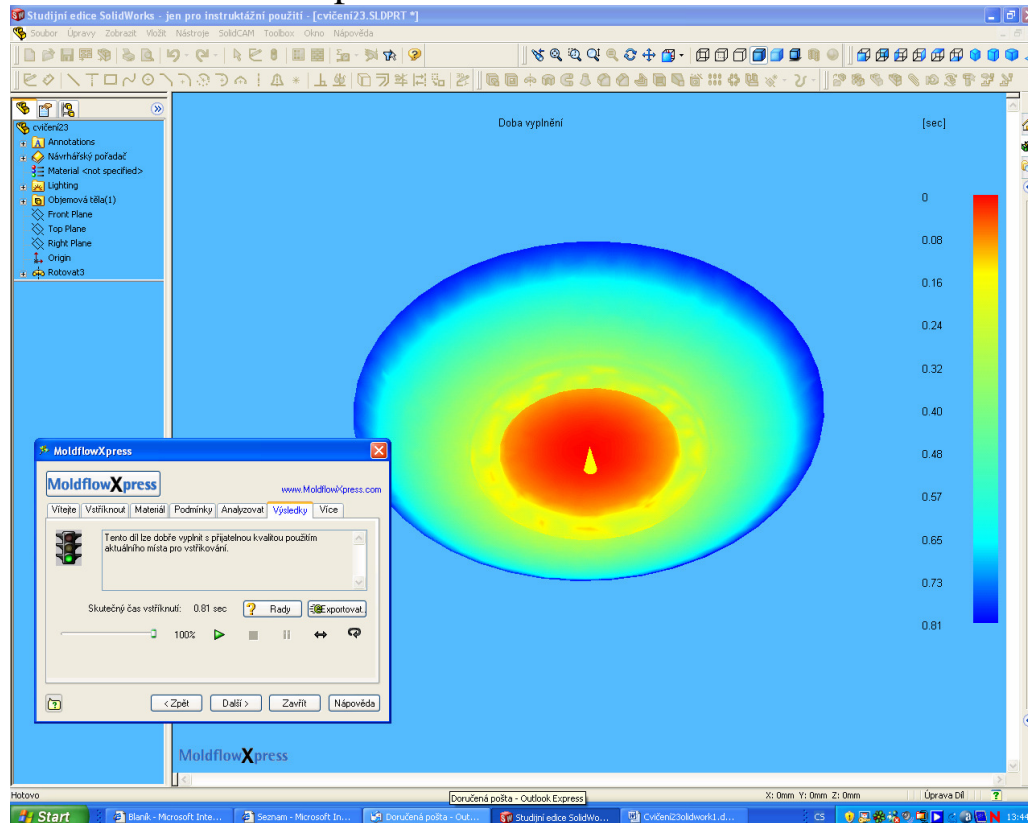 Studijní edice SolidWorks - jen pro instruktážní použití - [cvičení23.SLDPRT *]
Soubor Úpravy Zobrazit Vložit Nástroje SolidCAM Toolbox Okno Nápověda
cvičení23
Annotations
Návrhářský pořadač
Material <not specified>
Lighting
Objemová těla(1)
Front Plane
Top Plane
Right Plane
Origin
Rotovat3
Doba vyplnění
[sec]
0
0.08
0.16
0.24
0.32
0.40
0.48
0.57
0.65
0.73
0.81
MoldflowXpress
MoldflowXpress
www.MoldflowXpress.com
Vítejte Vstříknout Materiál Podmínky Analyzovat Výsledky Více
Tento díl lze dobře vyplnit s přijatelnou kvalitou použitím
aktuálního místa pro vstřikování.
Skutečný čas vstříknutí: 0.81 sec Rady Exportovat.
100%
< Zpět Další > Zavřít Nápověda
MoldflowXpress
Hotovo
Doručená pošta - Outlook Express
X: 0mm Y: 0mm Z: 0mm Úprava Díl
Start Blaník - Microsoft Inte... Seznam - Microsoft In... Doručená pošta - Out... Studijní edice SolidWo... Cvičení23olidwork1.d... CS 13:44